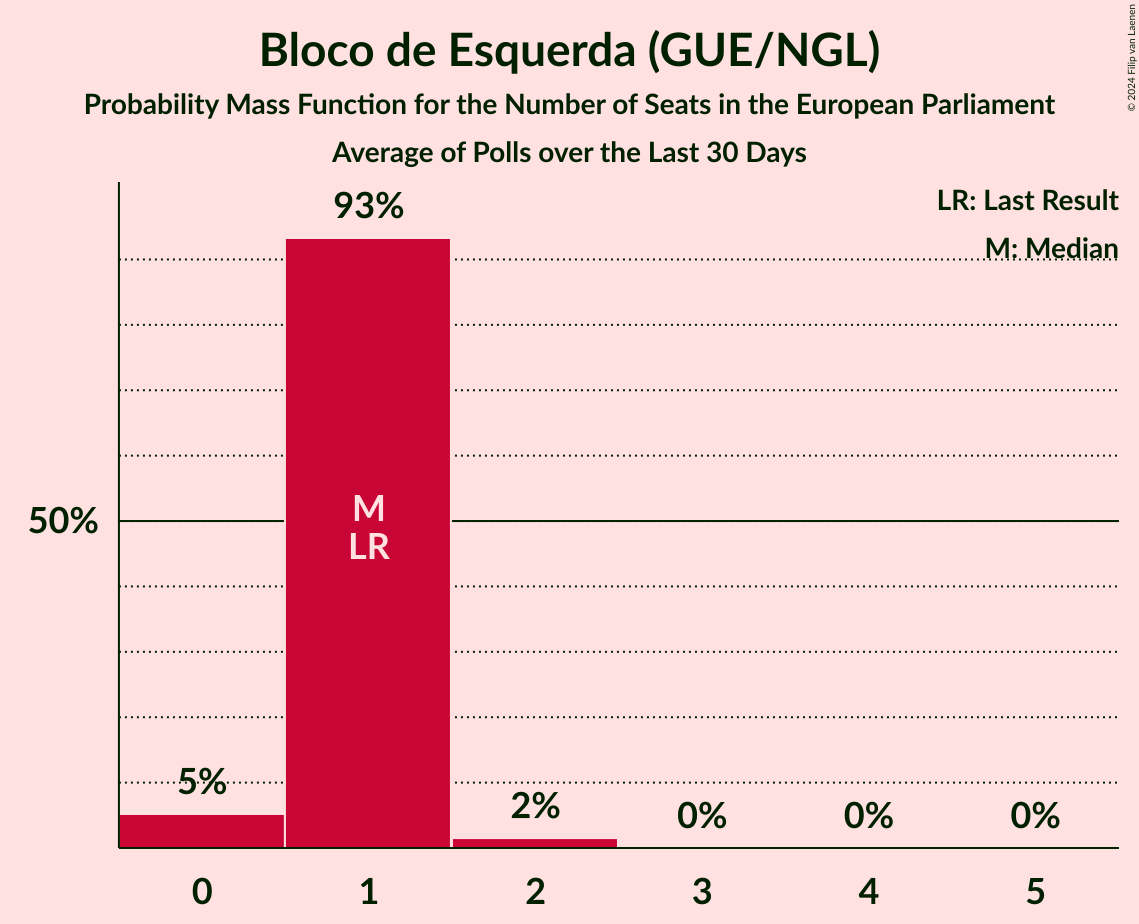 Bloco de Esquerda (GUE/NGL)
Probability Mass Function for the Number of Seats in the European Parliament
Average of Polls over the Last 30 Days
© 2024 Filip van Laenen
LR: Last Result
M: Median
93%
50%
M
LR
5%
2%
0%
0%
0%
0
1
2
3
4
5